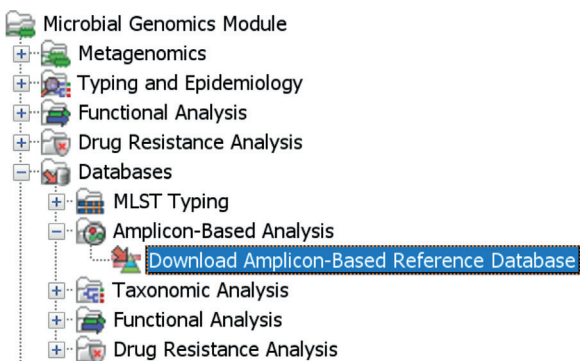 Microbial Genomics Module
Metagenomics
Typing and Epidemiology
Functional Analysis
Drug Resistance Analysis
Databases
MLST Typing
Amplicon-Based Analysis
Download Amplicon-Based Reference Database
Taxonomic Analysis
Functional Analysis
Drug Resistance Analysis